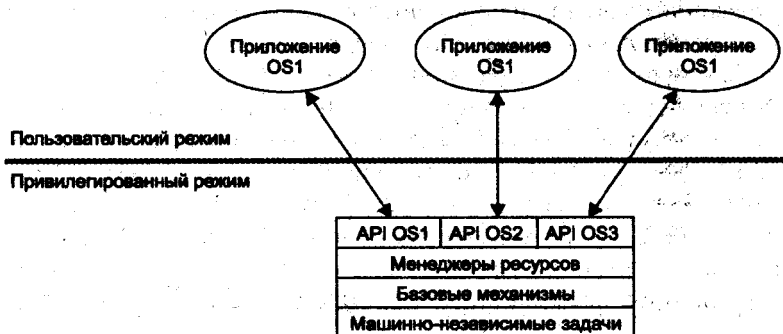 Приложение
OS1
Приложение
OS1
Приложение
OS1
Пользовательский режим
Привилегированный режим
API OS1 API OS2 API OS3
Менеджеры ресурсов
Базовые механизмы
Машинно-независимые задачи